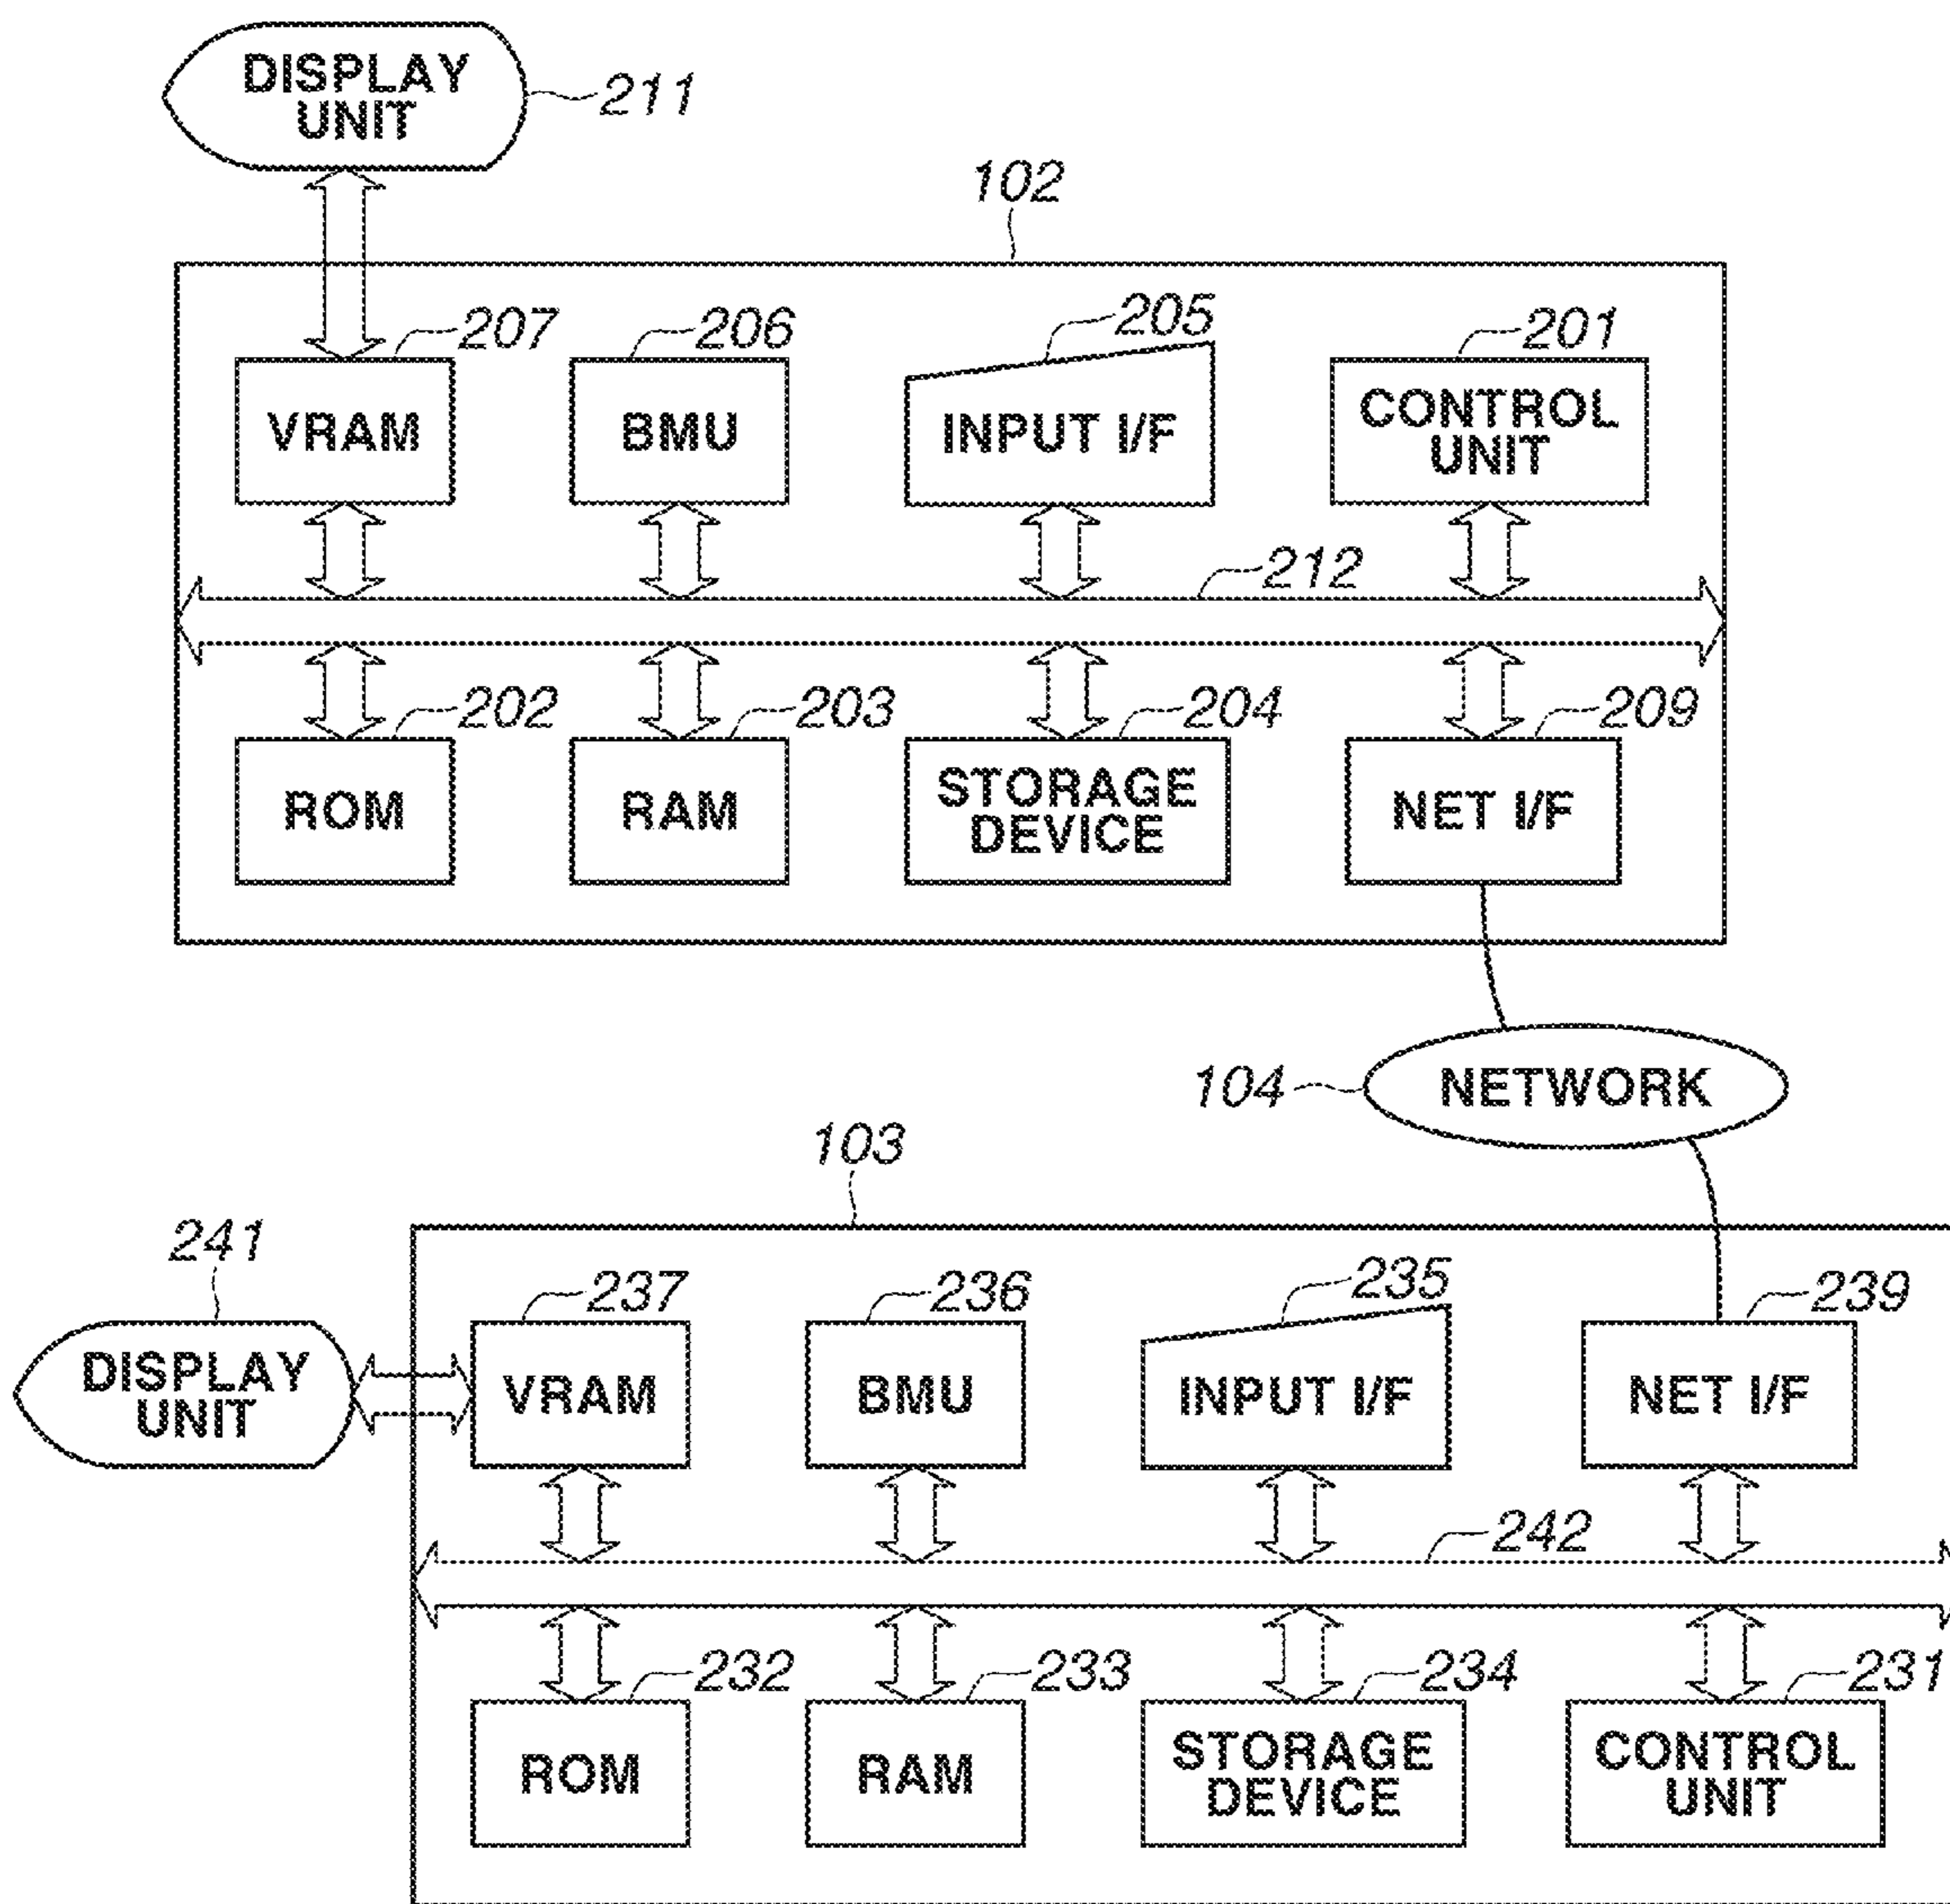 DISPLAY
UNIT
211
102
207
206
205
201
VRAM
BMU
INPUT I/F
CONTROL
UNIT
212
202
203
204
209
ROM
RAM
STORAGE
DEVICE
NET I/F
104
NETWORK
103
241
237
236
235
239
DISPLAY
UNIT
VRAM
BMU
INPUT I/F
NET I/F
242
232
233
234
231
ROM
RAM
STORAGE
DEVICE
CONTROL
UNIT